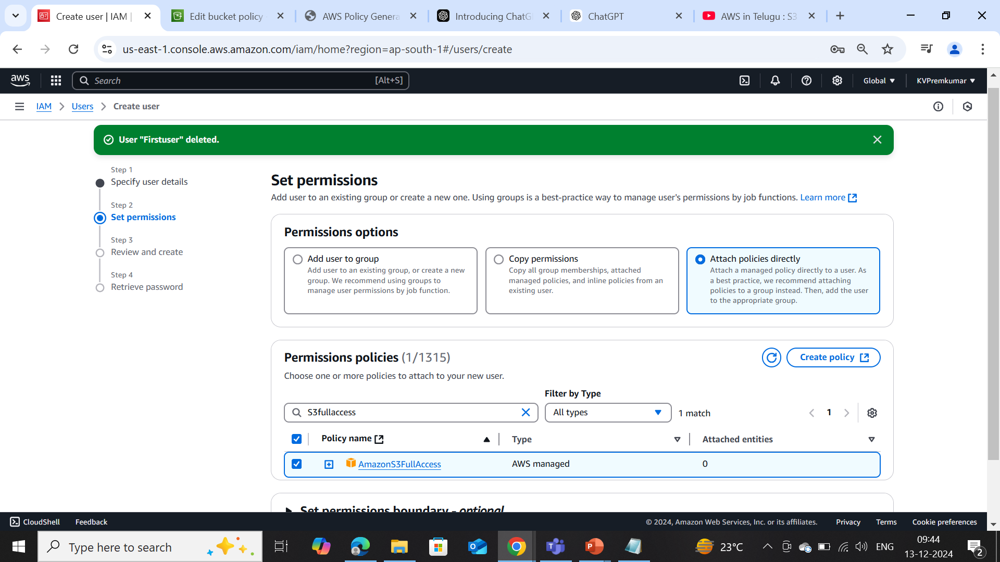 Create user | IAM |
Edit bucket policy
AWS Policy Genera
Introducing ChatG
ChatGPT
AWS in Telugu : S3
us-east-1.console.aws.amazon.com/iam/home?region=ap-south-1#/users/create
aws
Search
[Alt+S]
Global
KVPremkumar
IAM
Users
Create user
User "Firstuser" deleted.
Step 1
Specify user details
Step 2
Set permissions
Step 3
Review and create
Step 4
Retrieve password
Set permissions
Add user to an existing group or create a new one. Using groups is a best-practice way to manage user's permissions by job functions. Learn more
Permissions options
Add user to group
Add user to an existing group, or create a new
group. We recommend using groups to
manage user permissions by job function.
Copy permissions
Copy all group memberships, attached
managed policies, and inline policies from an
existing user.
Attach policies directly
Attach a managed policy directly to a user. As
a best practice, we recommend attaching
policies to a group instead. Then, add the user
to the appropriate group.
Permissions policies (1/1315)
Create policy
Choose one or more policies to attach to your new user.
Filter by Type
S3fullaccess
All types
1 match
1
Policy name
Type
Attached entities
AmazonS3FullAccess
AWS managed
0
Set permissions boundary - optional
CloudShell
Feedback
© 2024, Amazon Web Services, Inc. or its affiliates.
Privacy
Terms
Cookie preferences
Type here to search
23°C
ENG
09:44
13-12-2024
2